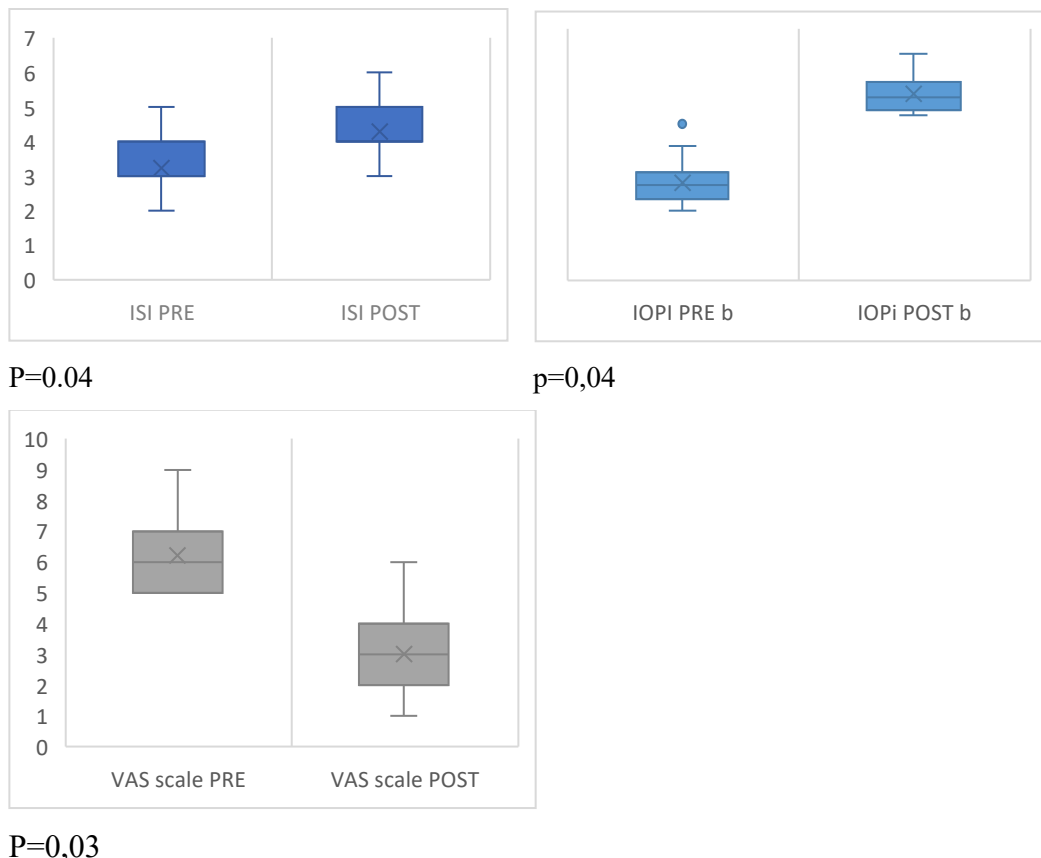 7
6
5
4
3
2
1
0
ISI PRE
ISI POST
IOPI PRE b
IOPi POST b
P=0.04
p=0,04
10
9
8
7
6
5
4
3
2
1
0
VAS scale PRE
VAS scale POST
P=0,03